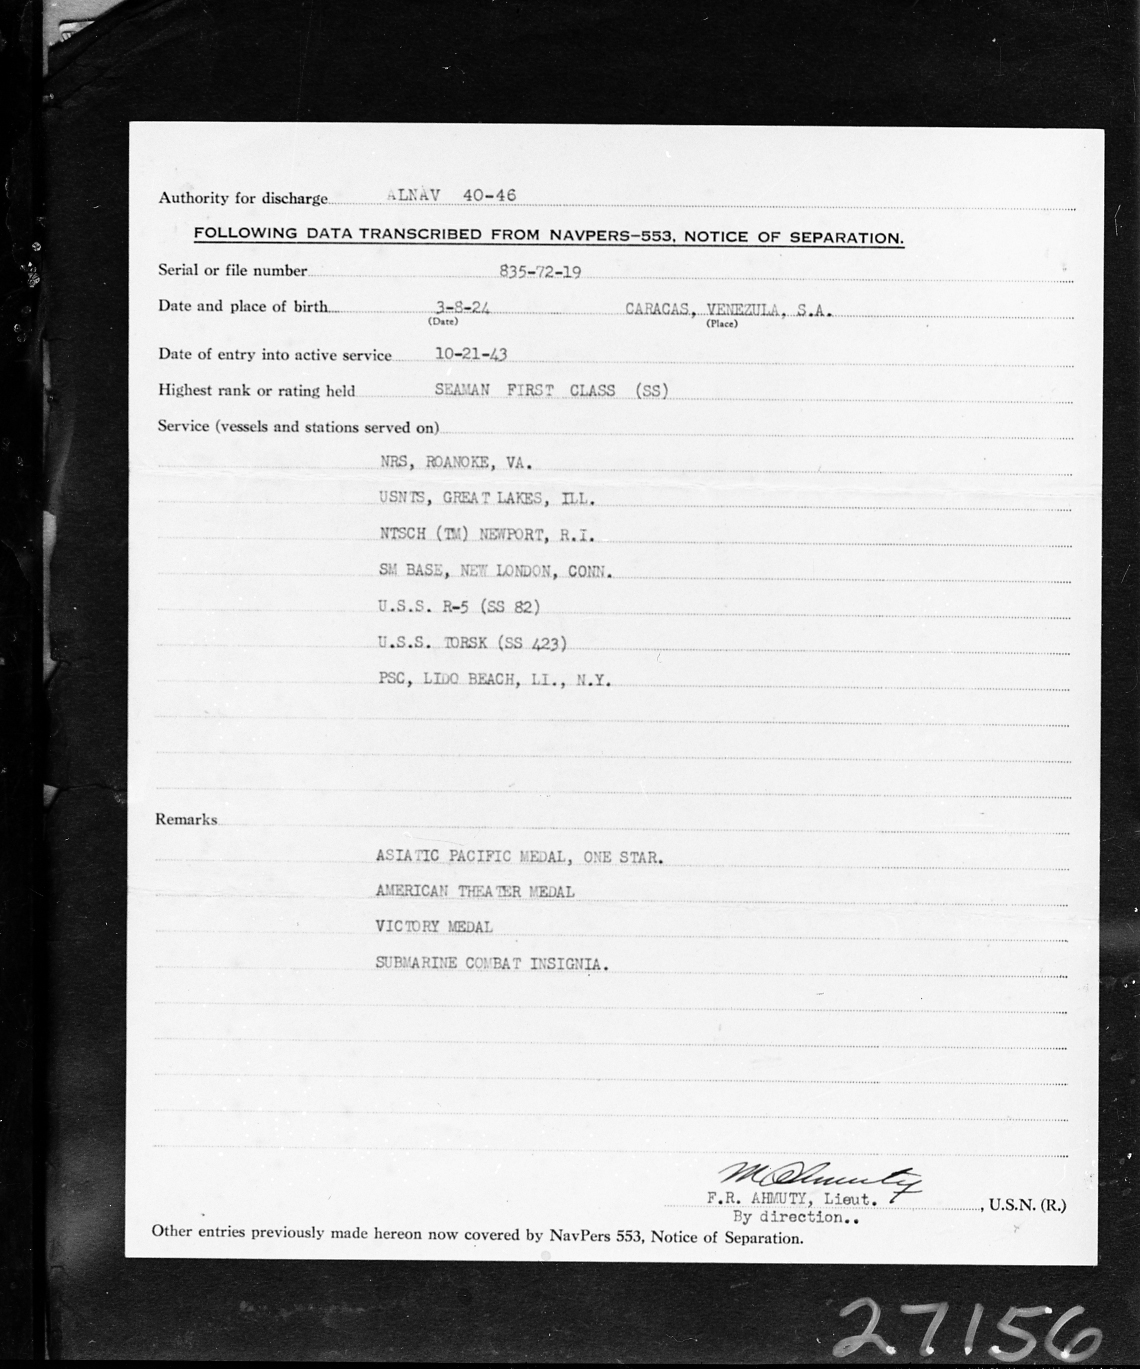 Authority for discharge ALNAV 40-46
FOLLOWING DATA TRANSCRIBED FROM NAVPERS-553, NOTICE OF SEPARATION.
Serial or file number 835-72-19
Date and place of birth 3-8-24 CARACAS, VENEZULA, S.A.
(Date) (Place)
Date of entry into active service 10-21-43
Highest rank or rating held SEAMAN FIRST CLASS (SS)
Service (vessels and stations served on)
NRS, ROANOKE, VA.
USNTS, GREAT LAKES, ILL.
NTSCH (TM) NEWPORT, R.I.
SM BASE, NEW LONDON, CONN.
U.S.S. R-5 (SS 82)
U.S.S. TORSK (SS 423)
PSC, LIDO BEACH, LI., N.Y.
Remarks
ASIATIC PACIFIC MEDAL, ONE STAR.
AMERICAN THEATER MEDAL
VICTORY MEDAL
SUBMARINE COMBAT INSIGNIA.
F.R. AHMUTY, Lieut. , U.S.N. (R.)
By direction..
Other entries previously made hereon now covered by NavPers 553, Notice of Separation.
27156